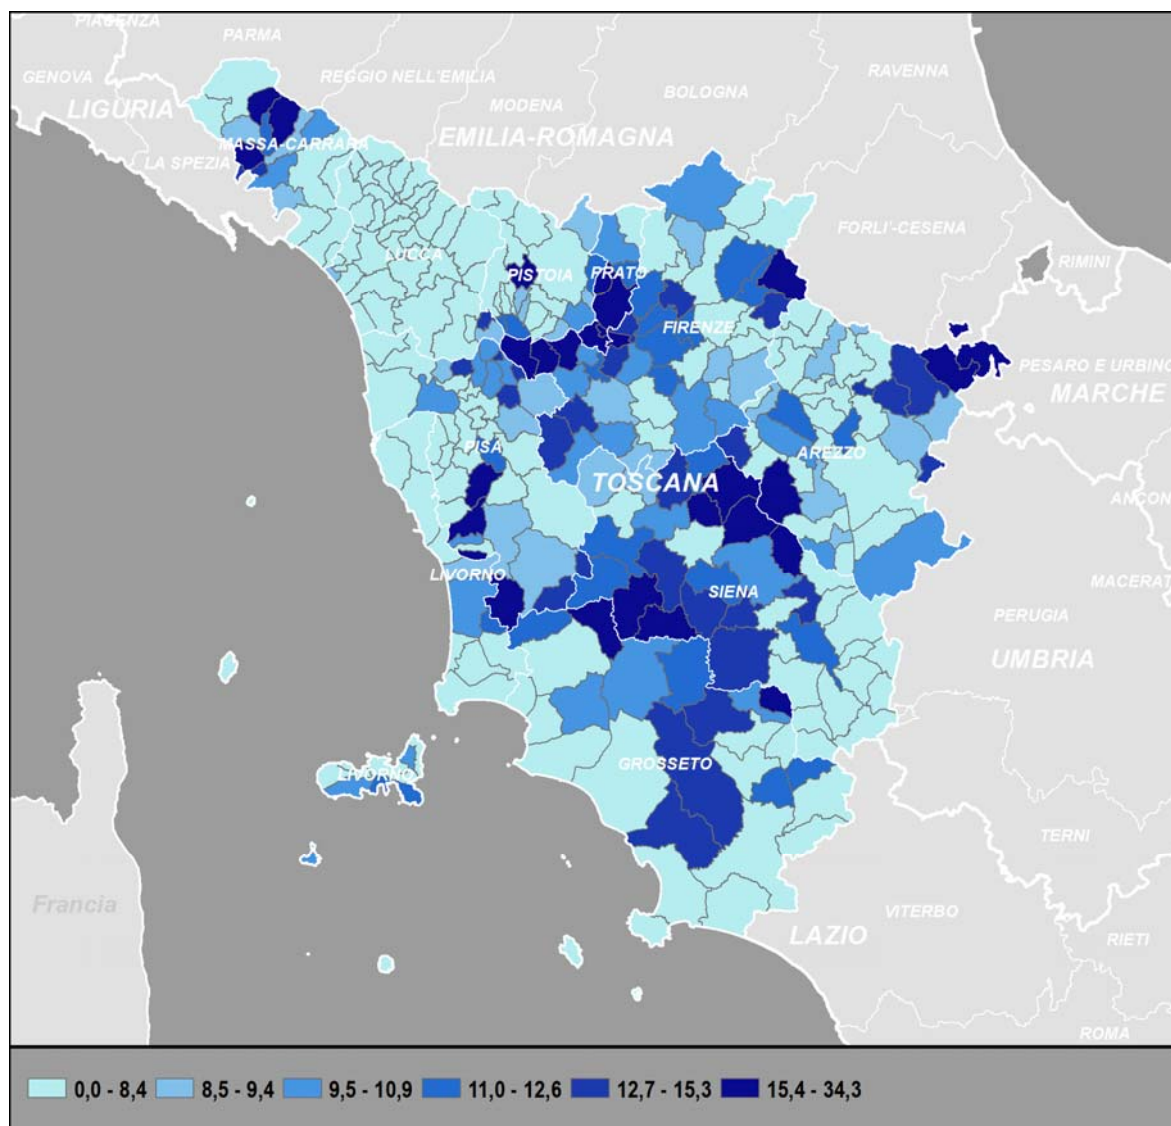 PIACENZA
PARMA
GENOVA
REGGIO NELL'EMILIA
RAVENNA
BOLOGNA
LIGURIA
MODENA
EMILIA-ROMAGNA
MASSA-CARRARA
LA SPEZIA
FORLI'-CESENA
LUCCA
RIMINI
PISTOIA
PRATO
FIRENZE
PESARO E URBINO
MARCHE
PISA
AREZZO
TOSCANA
ANCON
LIVORNO
SIENA
MACERAT
PERUGIA
UMBRIA
GROSSETO
LIVORNO
TERNI
Francia
VITERBO
LAZIO
RIETI
ROMA
0,0 - 8,4 8,5 - 9,4 9,5 - 10,9 11,0 - 12,6 12,7 - 15,3 15,4 - 34,3